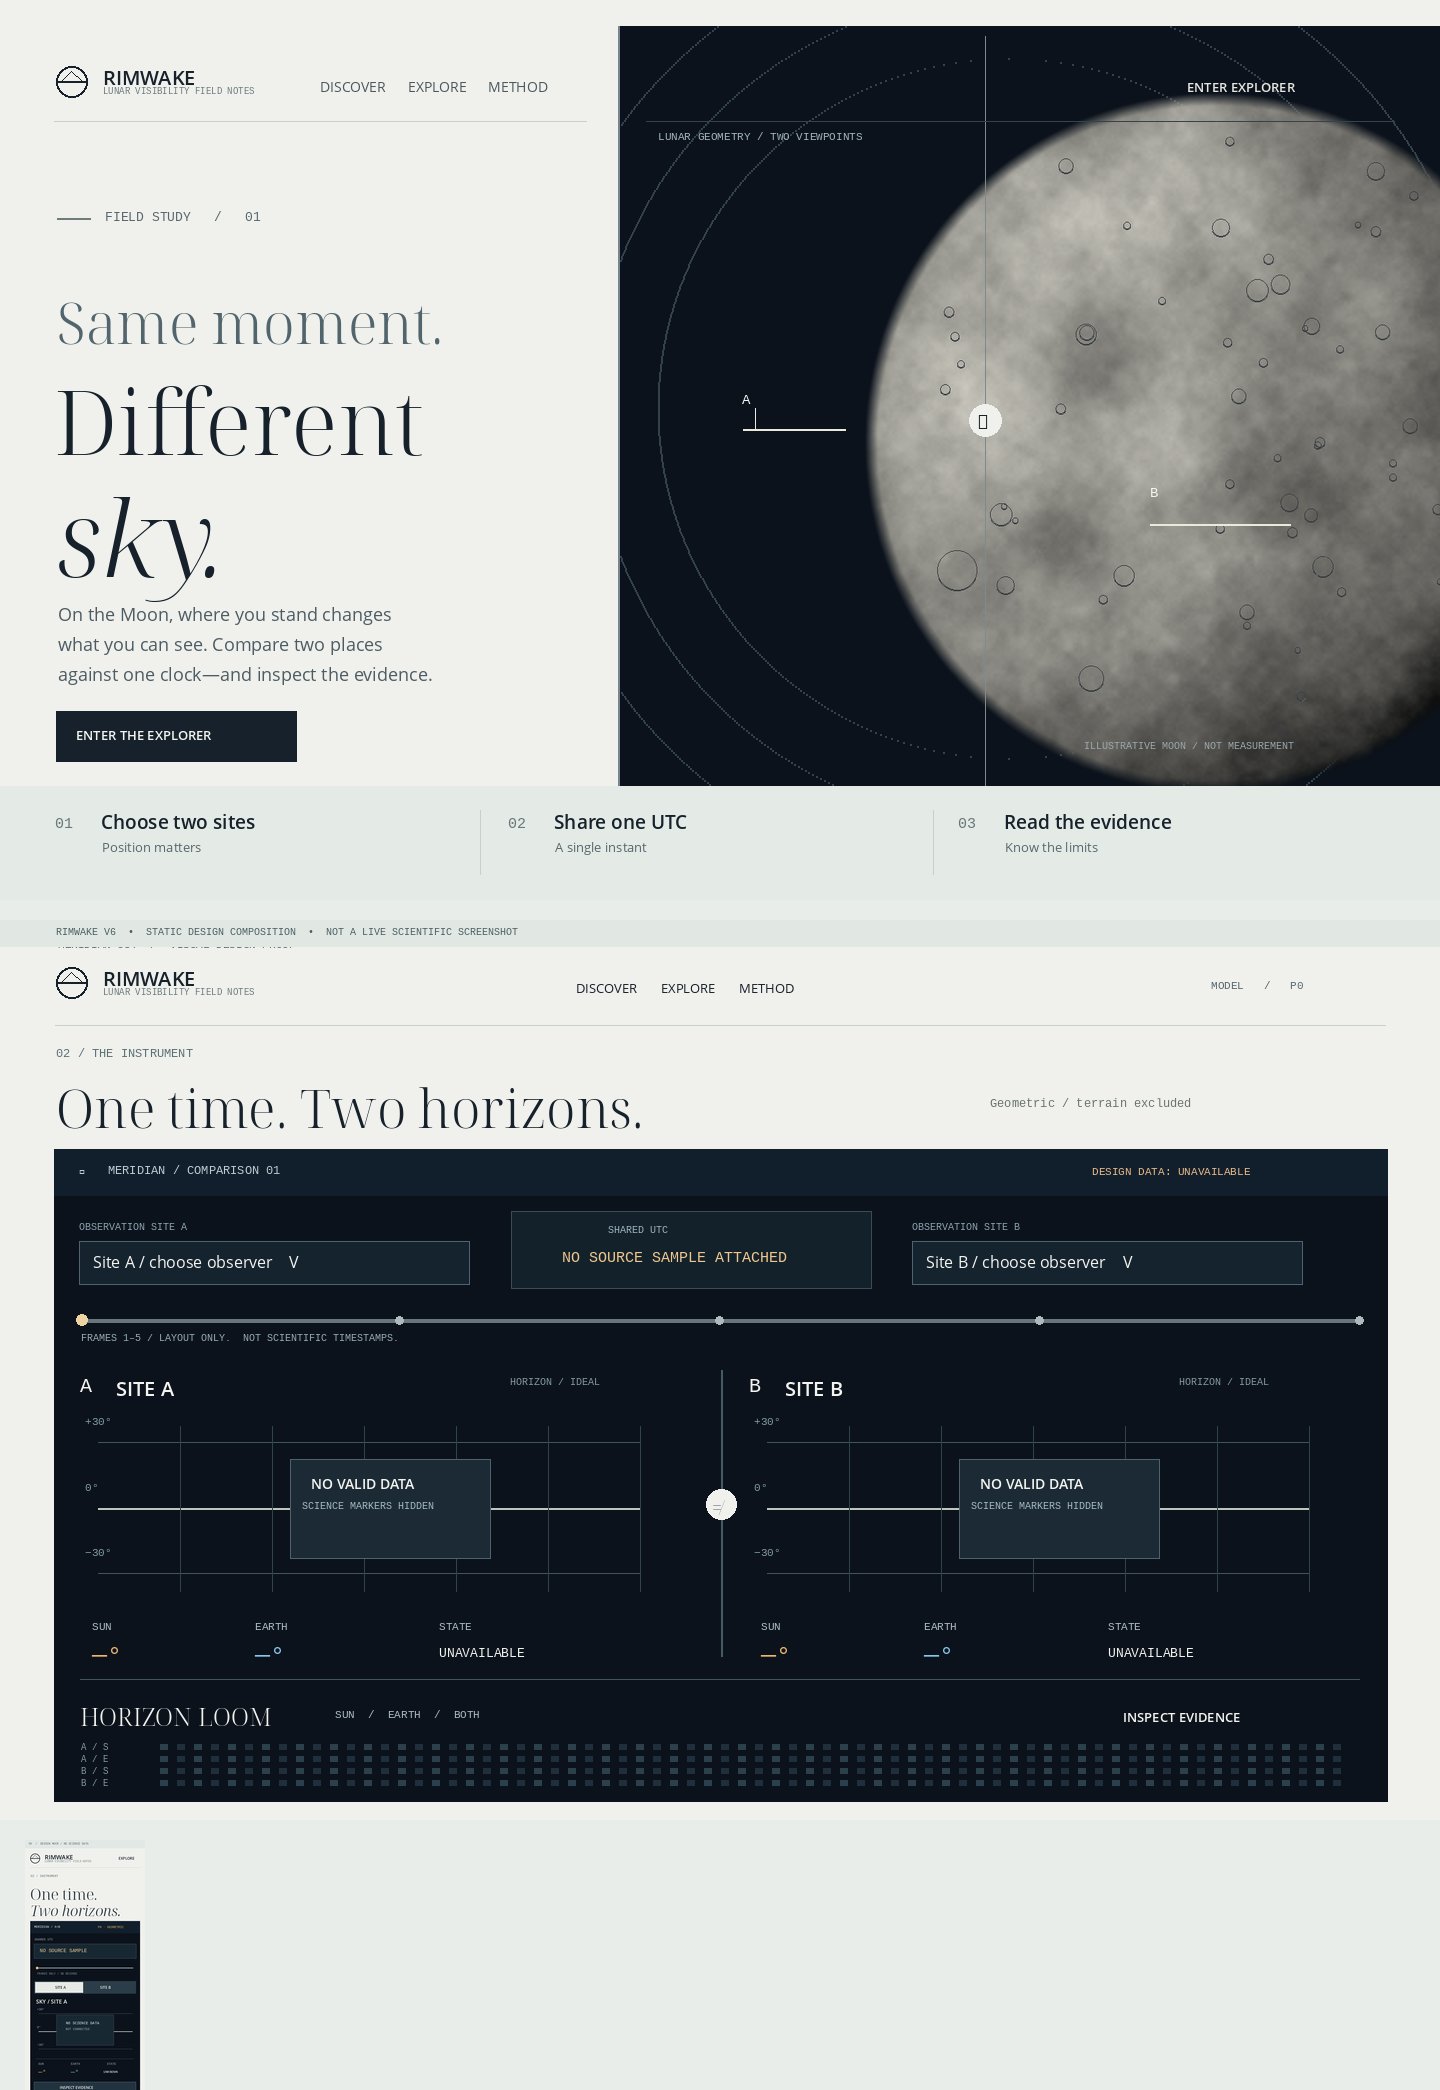 RIMWAKE
LUNAR VISIBILITY FIELD NOTES
DISCOVER EXPLORE METHOD
ENTER EXPLORER
LUNAR GEOMETRY / TWO VIEWPOINTS
FIELD STUDY / 01
Same moment.
Different
sky.
On the Moon, where you stand changes
what you can see. Compare two places
against one clock—and inspect the evidence.
ENTER THE EXPLORER
A
B
ILLUSTRATIVE MOON / NOT MEASUREMENT
01 Choose two sites
Position matters
02 Share one UTC
A single instant
03 Read the evidence
Know the limits
RIMWAKE V6 • STATIC DESIGN COMPOSITION • NOT A LIVE SCIENTIFIC SCREENSHOT
RIMWAKE
LUNAR VISIBILITY FIELD NOTES
DISCOVER EXPLORE METHOD
MODEL / P0
02 / THE INSTRUMENT
One time. Two horizons.
Geometric / terrain excluded
MERIDIAN / COMPARISON 01
DESIGN DATA: UNAVAILABLE
OBSERVATION SITE A
Site A / choose observer V
SHARED UTC
NO SOURCE SAMPLE ATTACHED
OBSERVATION SITE B
Site B / choose observer V
FRAMES 1–5 / LAYOUT ONLY. NOT SCIENTIFIC TIMESTAMPS.
A SITE A
HORIZON / IDEAL
+30°
0°
−30°
NO VALID DATA
SCIENCE MARKERS HIDDEN
SUN EARTH STATE
—° —° UNAVAILABLE
B SITE B
HORIZON / IDEAL
+30°
0°
−30°
NO VALID DATA
SCIENCE MARKERS HIDDEN
SUN EARTH STATE
—° —° UNAVAILABLE
HORIZON LOOM
SUN / EARTH / BOTH
INSPECT EVIDENCE
A / S
A / E
B / S
B / E
RIMWAKE
EXPLORE
One time.
Two horizons.
NO SOURCE SAMPLE
SITE A
SITE B
SKY / SITE A
NO SCIENCE DATA
INSPECT EVIDENCE